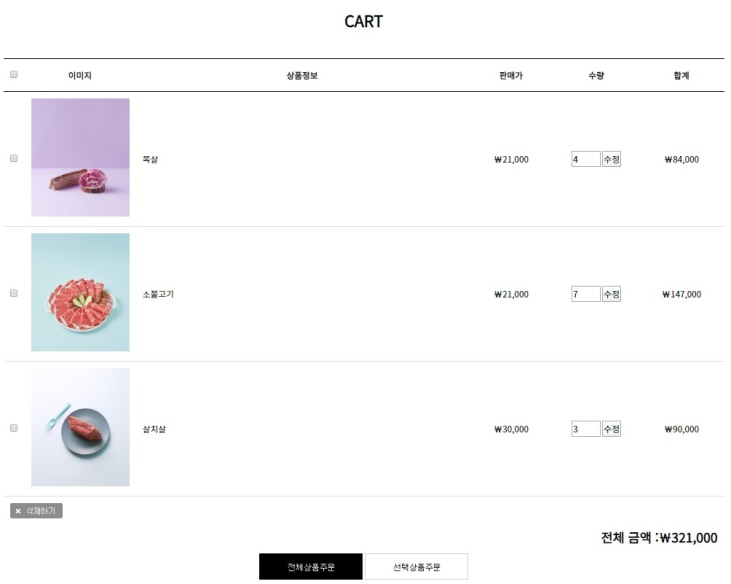 CART
이미지 상품정보 판매가 수량 합계
목살 ₩21,000 4 수정 ₩84,000
소불고기 ₩21,000 7 수정 ₩147,000
살치살 ₩30,000 3 수정 ₩90,000
× 삭제하기
전체 금액 :₩321,000
전체상품주문 선택상품주문